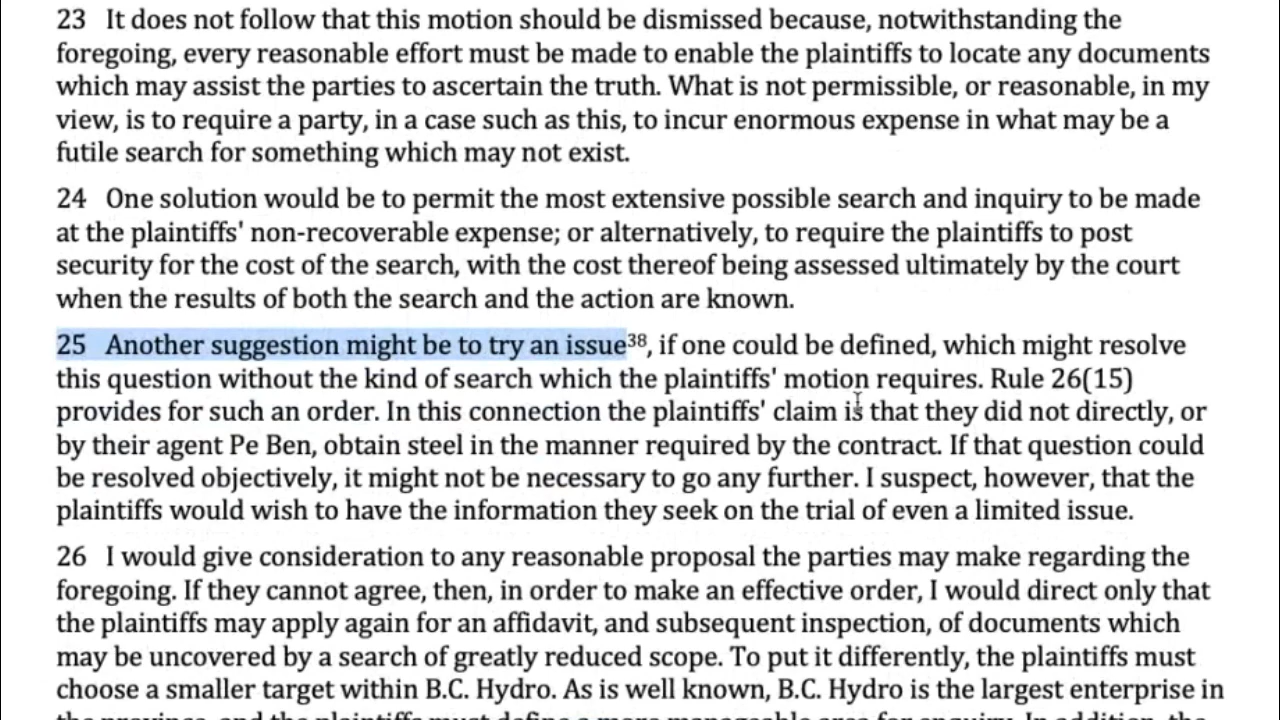 23 It does not follow that this motion should be dismissed because, notwithstanding the
foregoing, every reasonable effort must be made to enable the plaintiffs to locate any documents
which may assist the parties to ascertain the truth. What is not permissible, or reasonable, in my
view, is to require a party, in a case such as this, to incur enormous expense in what may be a
futile search for something which may not exist.
24 One solution would be to permit the most extensive possible search and inquiry to be made
at the plaintiffs' non-recoverable expense; or alternatively, to require the plaintiffs to post
security for the cost of the search, with the cost thereof being assessed ultimately by the court
when the results of both the search and the action are known.
25 Another suggestion might be to try an issue³⁸, if one could be defined, which might resolve
this question without the kind of search which the plaintiffs' motion requires. Rule 26(15)
provides for such an order. In this connection the plaintiffs' claim is that they did not directly, or
by their agent Pe Ben, obtain steel in the manner required by the contract. If that question could
be resolved objectively, it might not be necessary to go any further. I suspect, however, that the
plaintiffs would wish to have the information they seek on the trial of even a limited issue.
26 I would give consideration to any reasonable proposal the parties may make regarding the
foregoing. If they cannot agree, then, in order to make an effective order, I would direct only that
the plaintiffs may apply again for an affidavit, and subsequent inspection, of documents which
may be uncovered by a search of greatly reduced scope. To put it differently, the plaintiffs must
choose a smaller target within B.C. Hydro. As is well known, B.C. Hydro is the largest enterprise in
the province, and the plaintiffs must define a more manageable area for enquiry. In addition, the